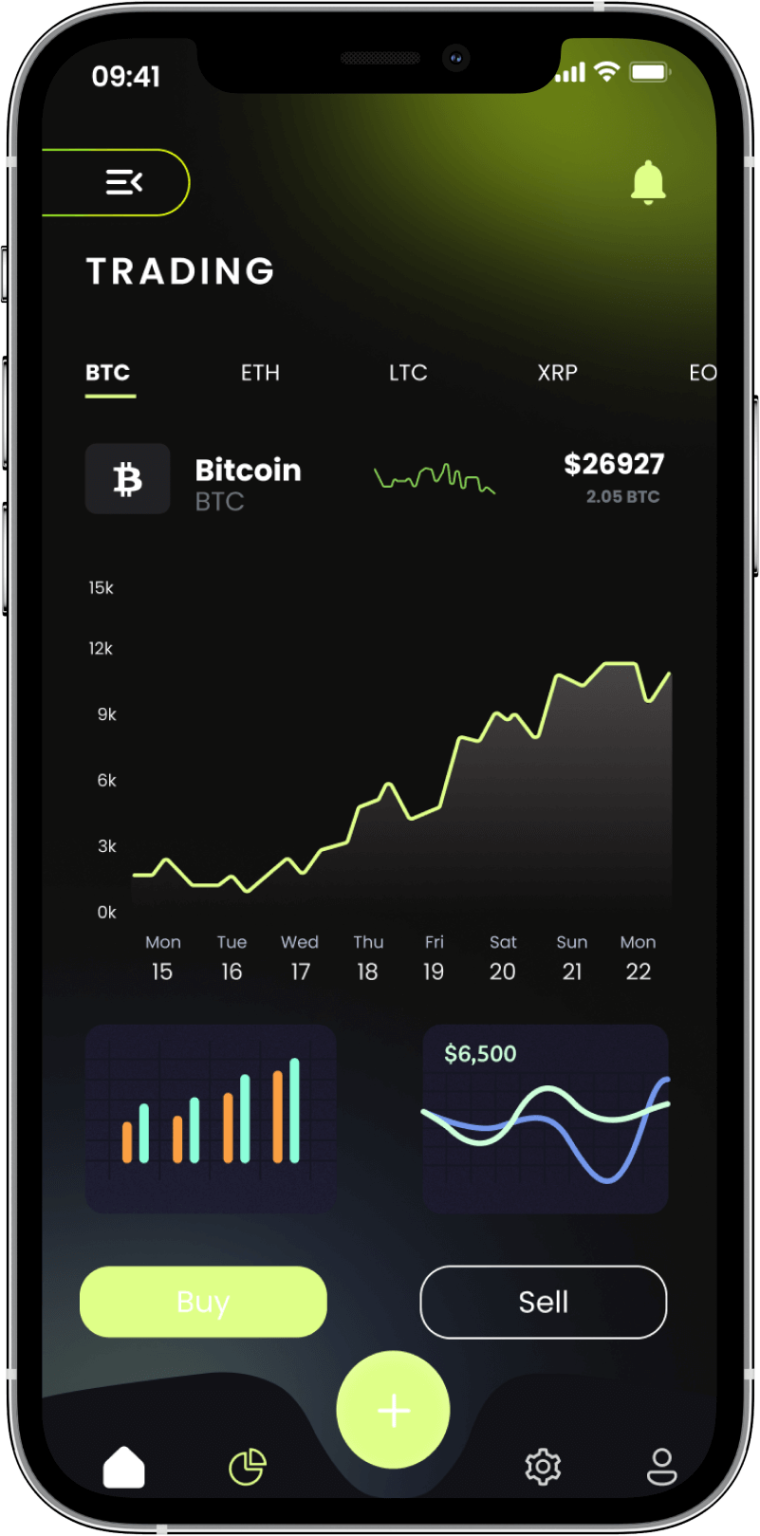 09:41
TRADING
BTC ETH LTC XRP EO
Bitcoin $26927
BTC 2.05 BTC
15k
12k
9k
6k
3k
0k
Mon Tue Wed Thu Fri Sat Sun Mon
15 16 17 18 19 20 21 22
$6,500
Buy Sell